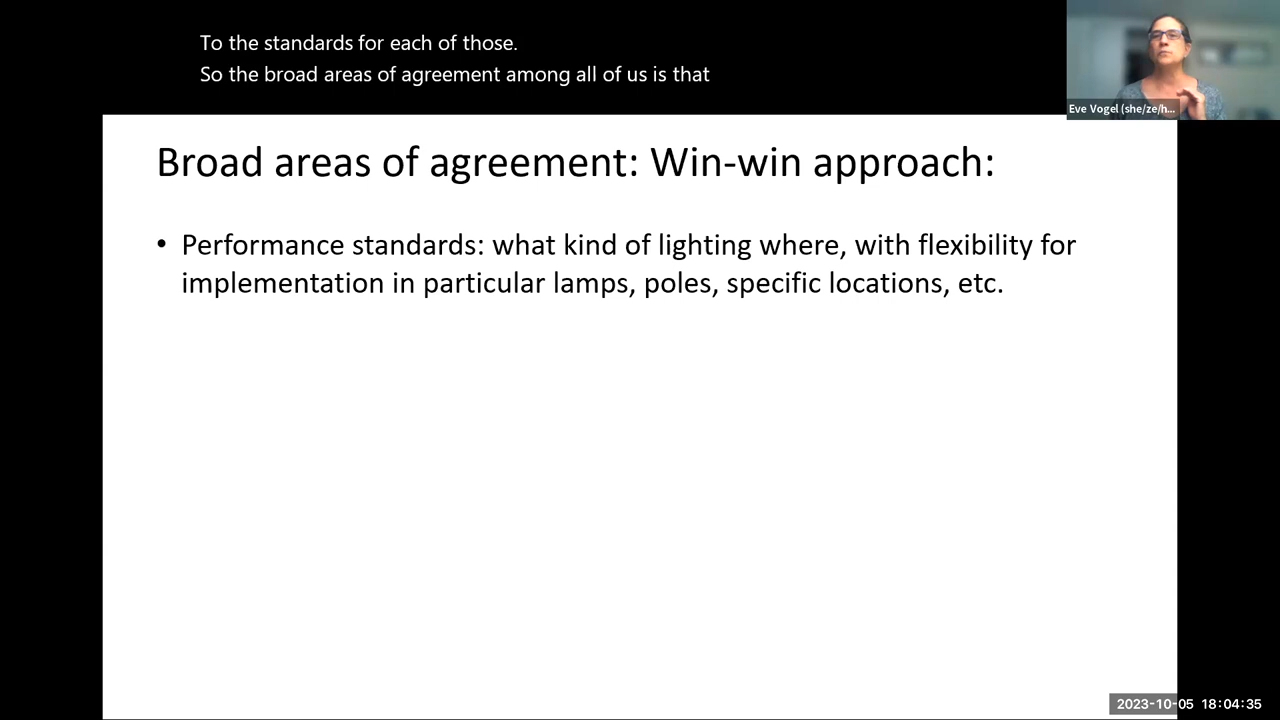 To the standards for each of those.
So the broad areas of agreement among all of us is that
Eve Vogel (she/ze/h...
Broad areas of agreement: Win-win approach:
• Performance standards: what kind of lighting where, with flexibility for
implementation in particular lamps, poles, specific locations, etc.
2023-10-05 18:04:35